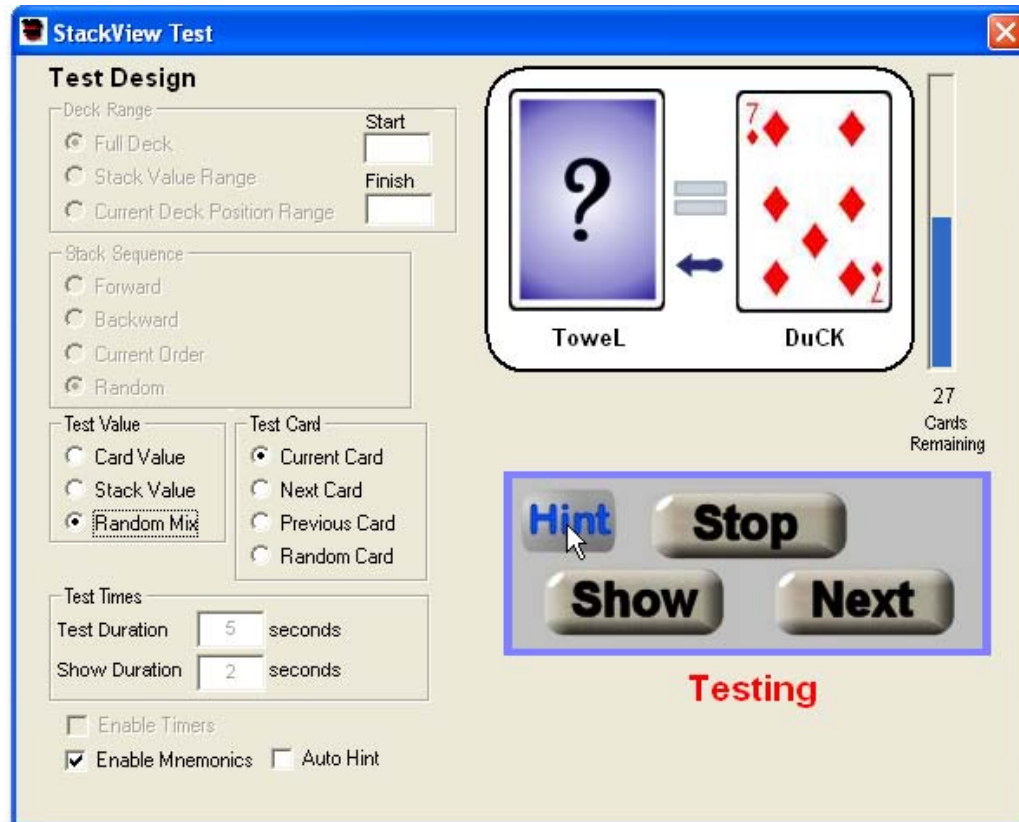 StackView Test
Test Design
Deck Range
Full Deck
Start
Stack Value Range
Finish
Current Deck Position Range
Stack Sequence
Forward
Backward
Current Order
Random
Test Value
Card Value
Stack Value
Random Mix
Test Card
Current Card
Next Card
Previous Card
Random Card
Test Times
Test Duration 5 seconds
Show Duration 2 seconds
Enable Timers
Enable Mnemonics Auto Hint
?
7
7
ToweL DuCK
27
Cards
Remaining
Hint Stop
Show Next
Testing